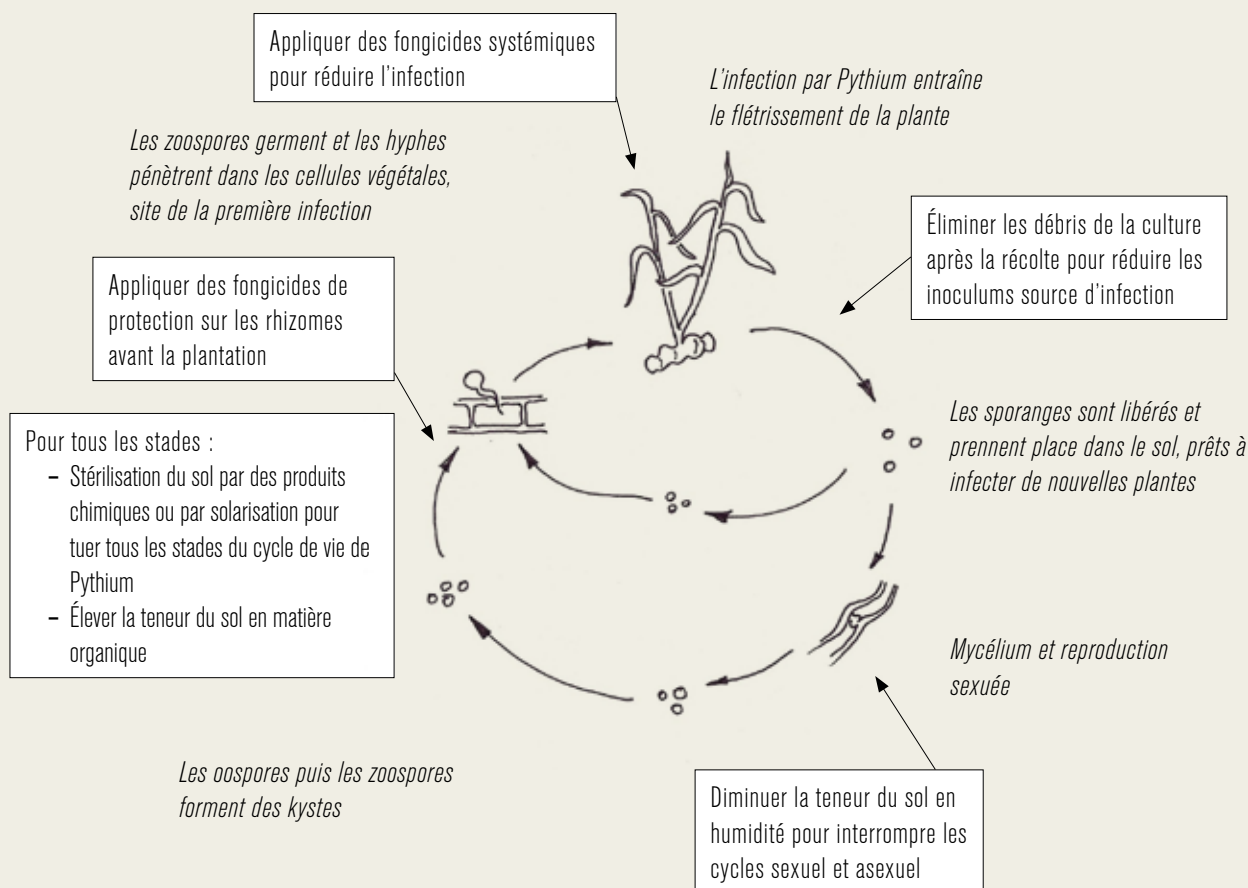 Appliquer des fongicides systémiques
pour réduire l'infection
L'infection par Pythium entraîne
le flétrissement de la plante
Les zoospores germent et les hyphes
pénètrent dans les cellules végétales,
site de la première infection
Éliminer les débris de la culture
après la récolte pour réduire les
inoculums source d'infection
Appliquer des fongicides de
protection sur les rhizomes
avant la plantation
Les sporanges sont libérés et
prennent place dans le sol, prêts à
infecter de nouvelles plantes
Pour tous les stades :
– Stérilisation du sol par des produits
chimiques ou par solarisation pour
tuer tous les stades du cycle de vie de
Pythium
– Élever la teneur du sol en matière
organique
Mycélium et reproduction
sexuée
Les oospores puis les zoospores
forment des kystes
Diminuer la teneur du sol en
humidité pour interrompre les
cycles sexuel et asexuel